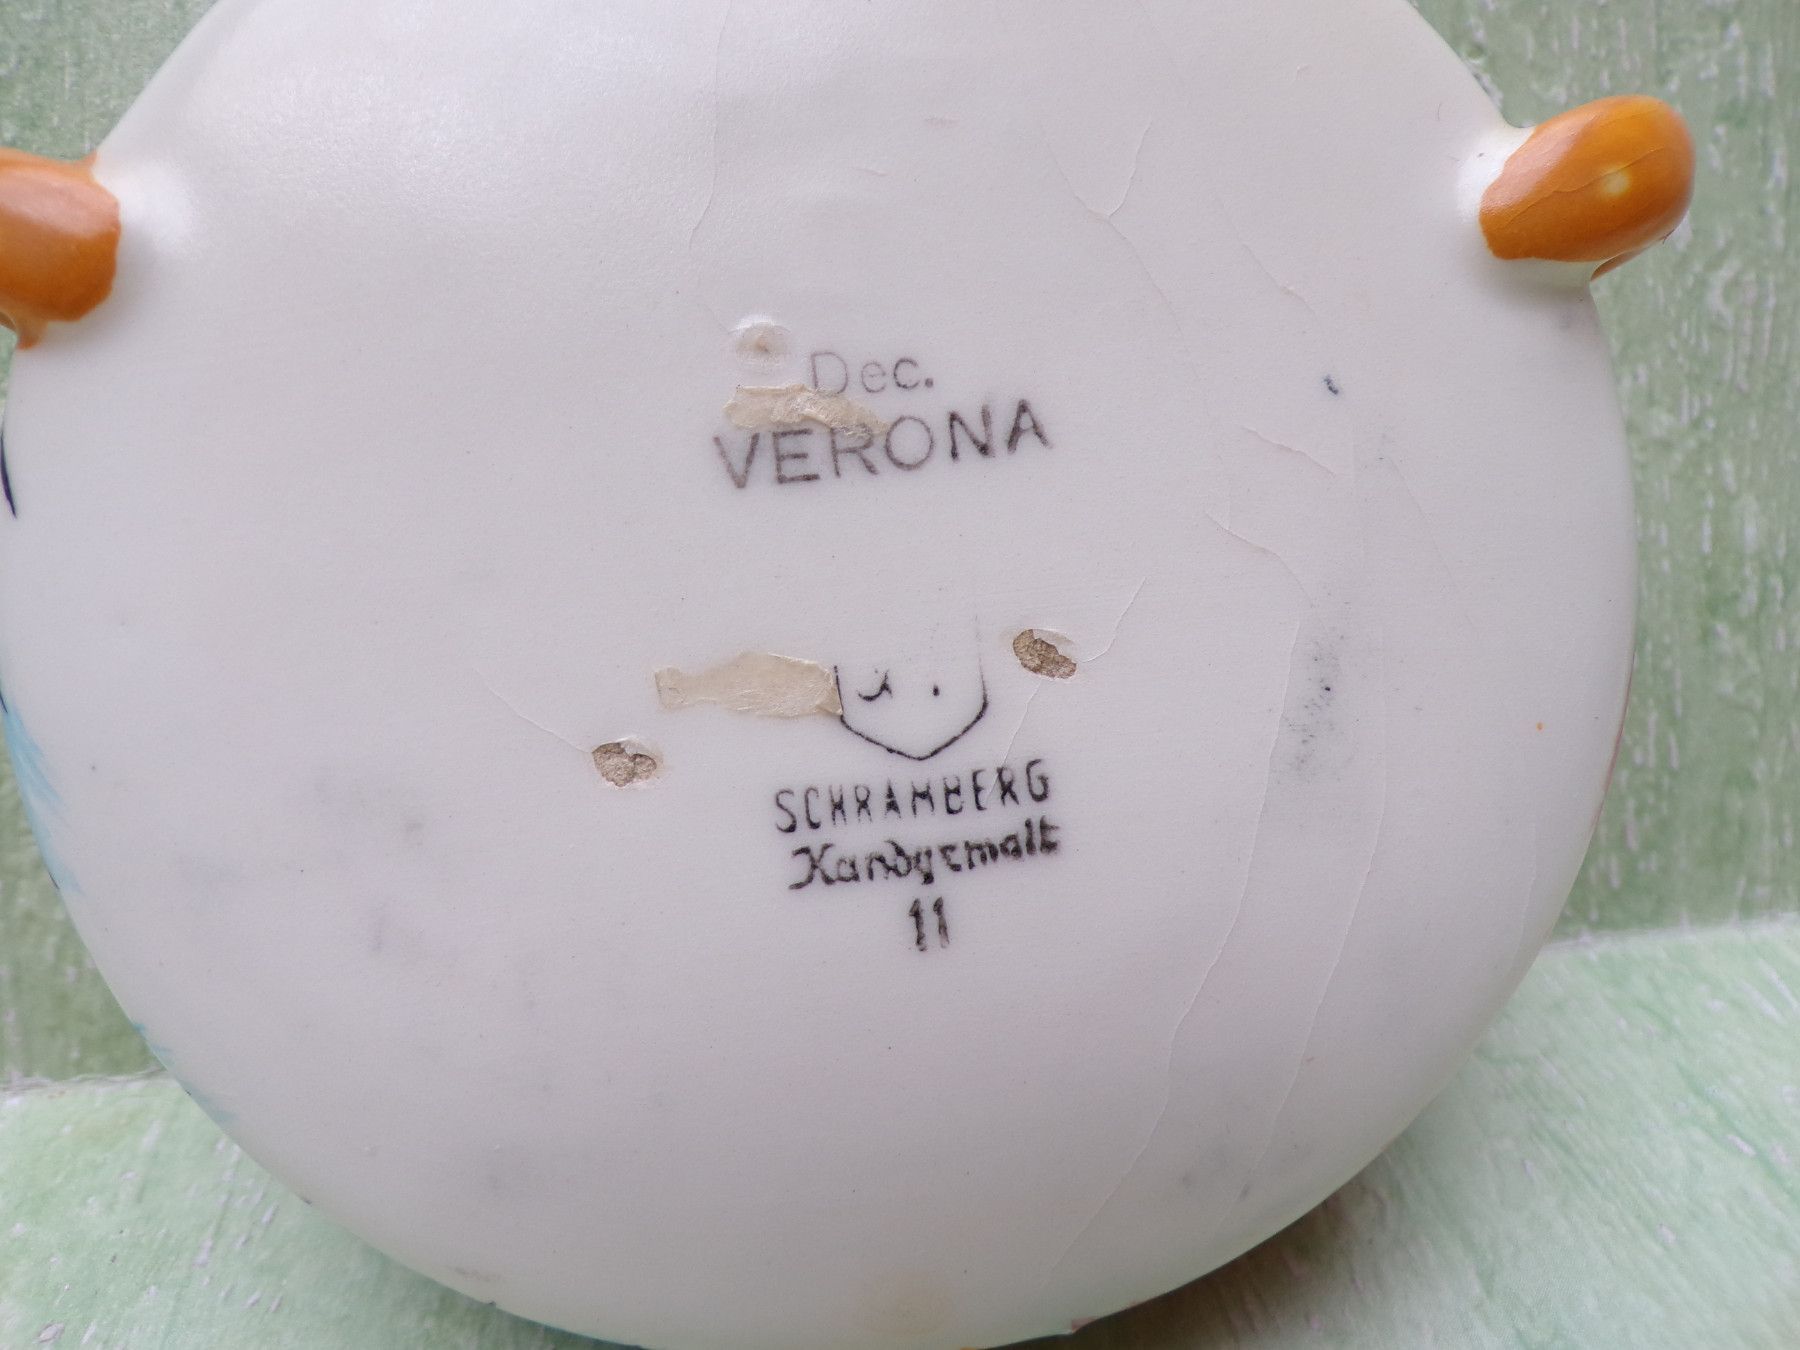 Dec.
VERONA
SCHRAMBERG
Handgemalt
11